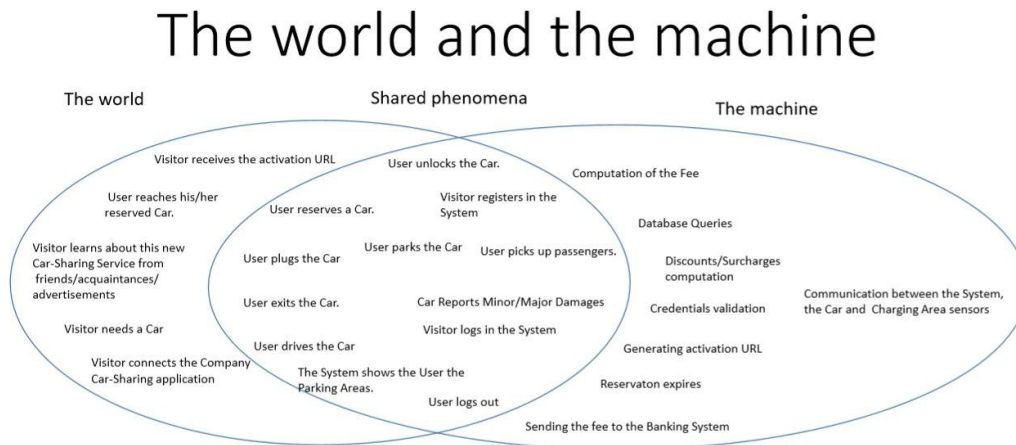 The world and the machine
The world
Shared phenomena
The machine
Visitor receives the activation URL
User reaches his/her
reserved Car.
Visitor learns about this new
Car-Sharing Service from
friends/acquaintances/
advertisements
Visitor needs a Car
Visitor connects the Company
Car-Sharing application
User unlocks the Car.
User reserves a Car.
Visitor registers in the
System
User plugs the Car
User parks the Car
User picks up passengers.
User exits the Car.
Car Reports Minor/Major Damages
Visitor logs in the System
User drives the Car
The System shows the User the
Parking Areas.
User logs out
Computation of the Fee
Database Queries
Discounts/Surcharges
computation
Credentials validation
Communication between the System,
the Car and Charging Area sensors
Generating activation URL
Reservaton expires
Sending the fee to the Banking System